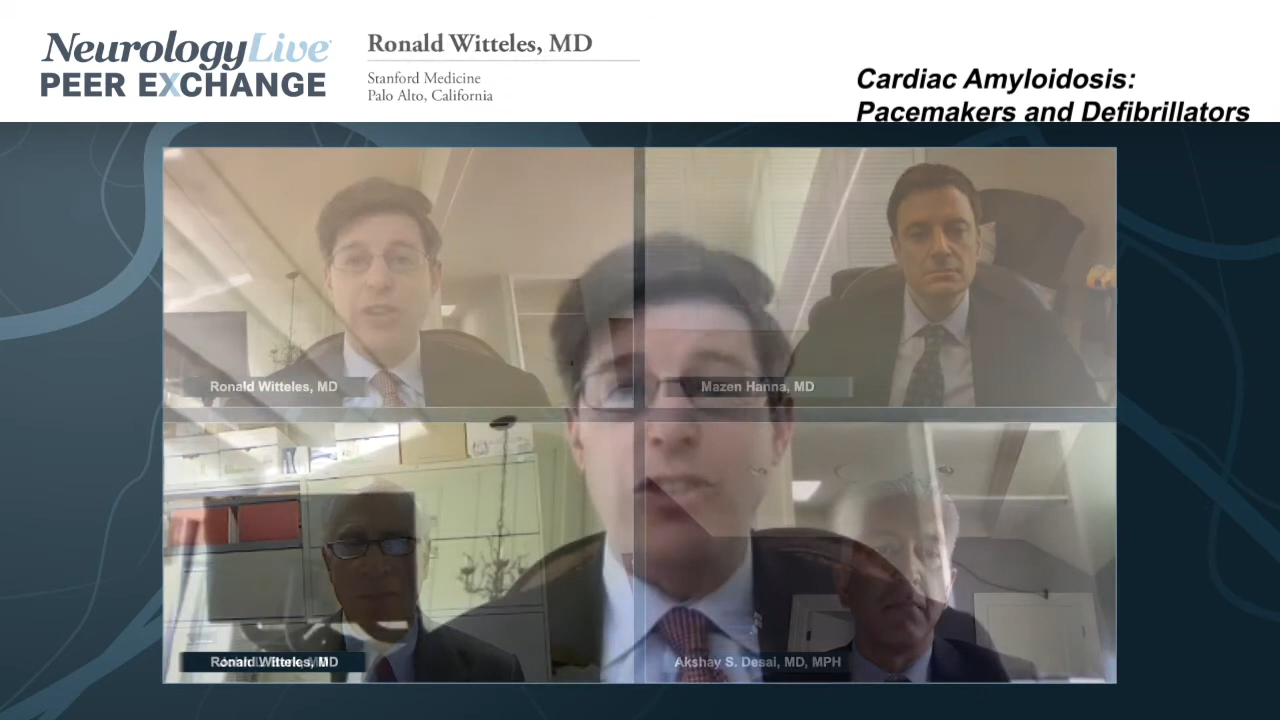 NeurologyLive®
PEER EXCHANGE
Ronald Witteles, MD
Stanford Medicine
Palo Alto, California
Cardiac Amyloidosis:
Pacemakers and Defibrillators
Ronald Witteles, MD
Mazen Hanna, MD
Ronald Witteles, MD
Akshay S. Desai, MD, MPH